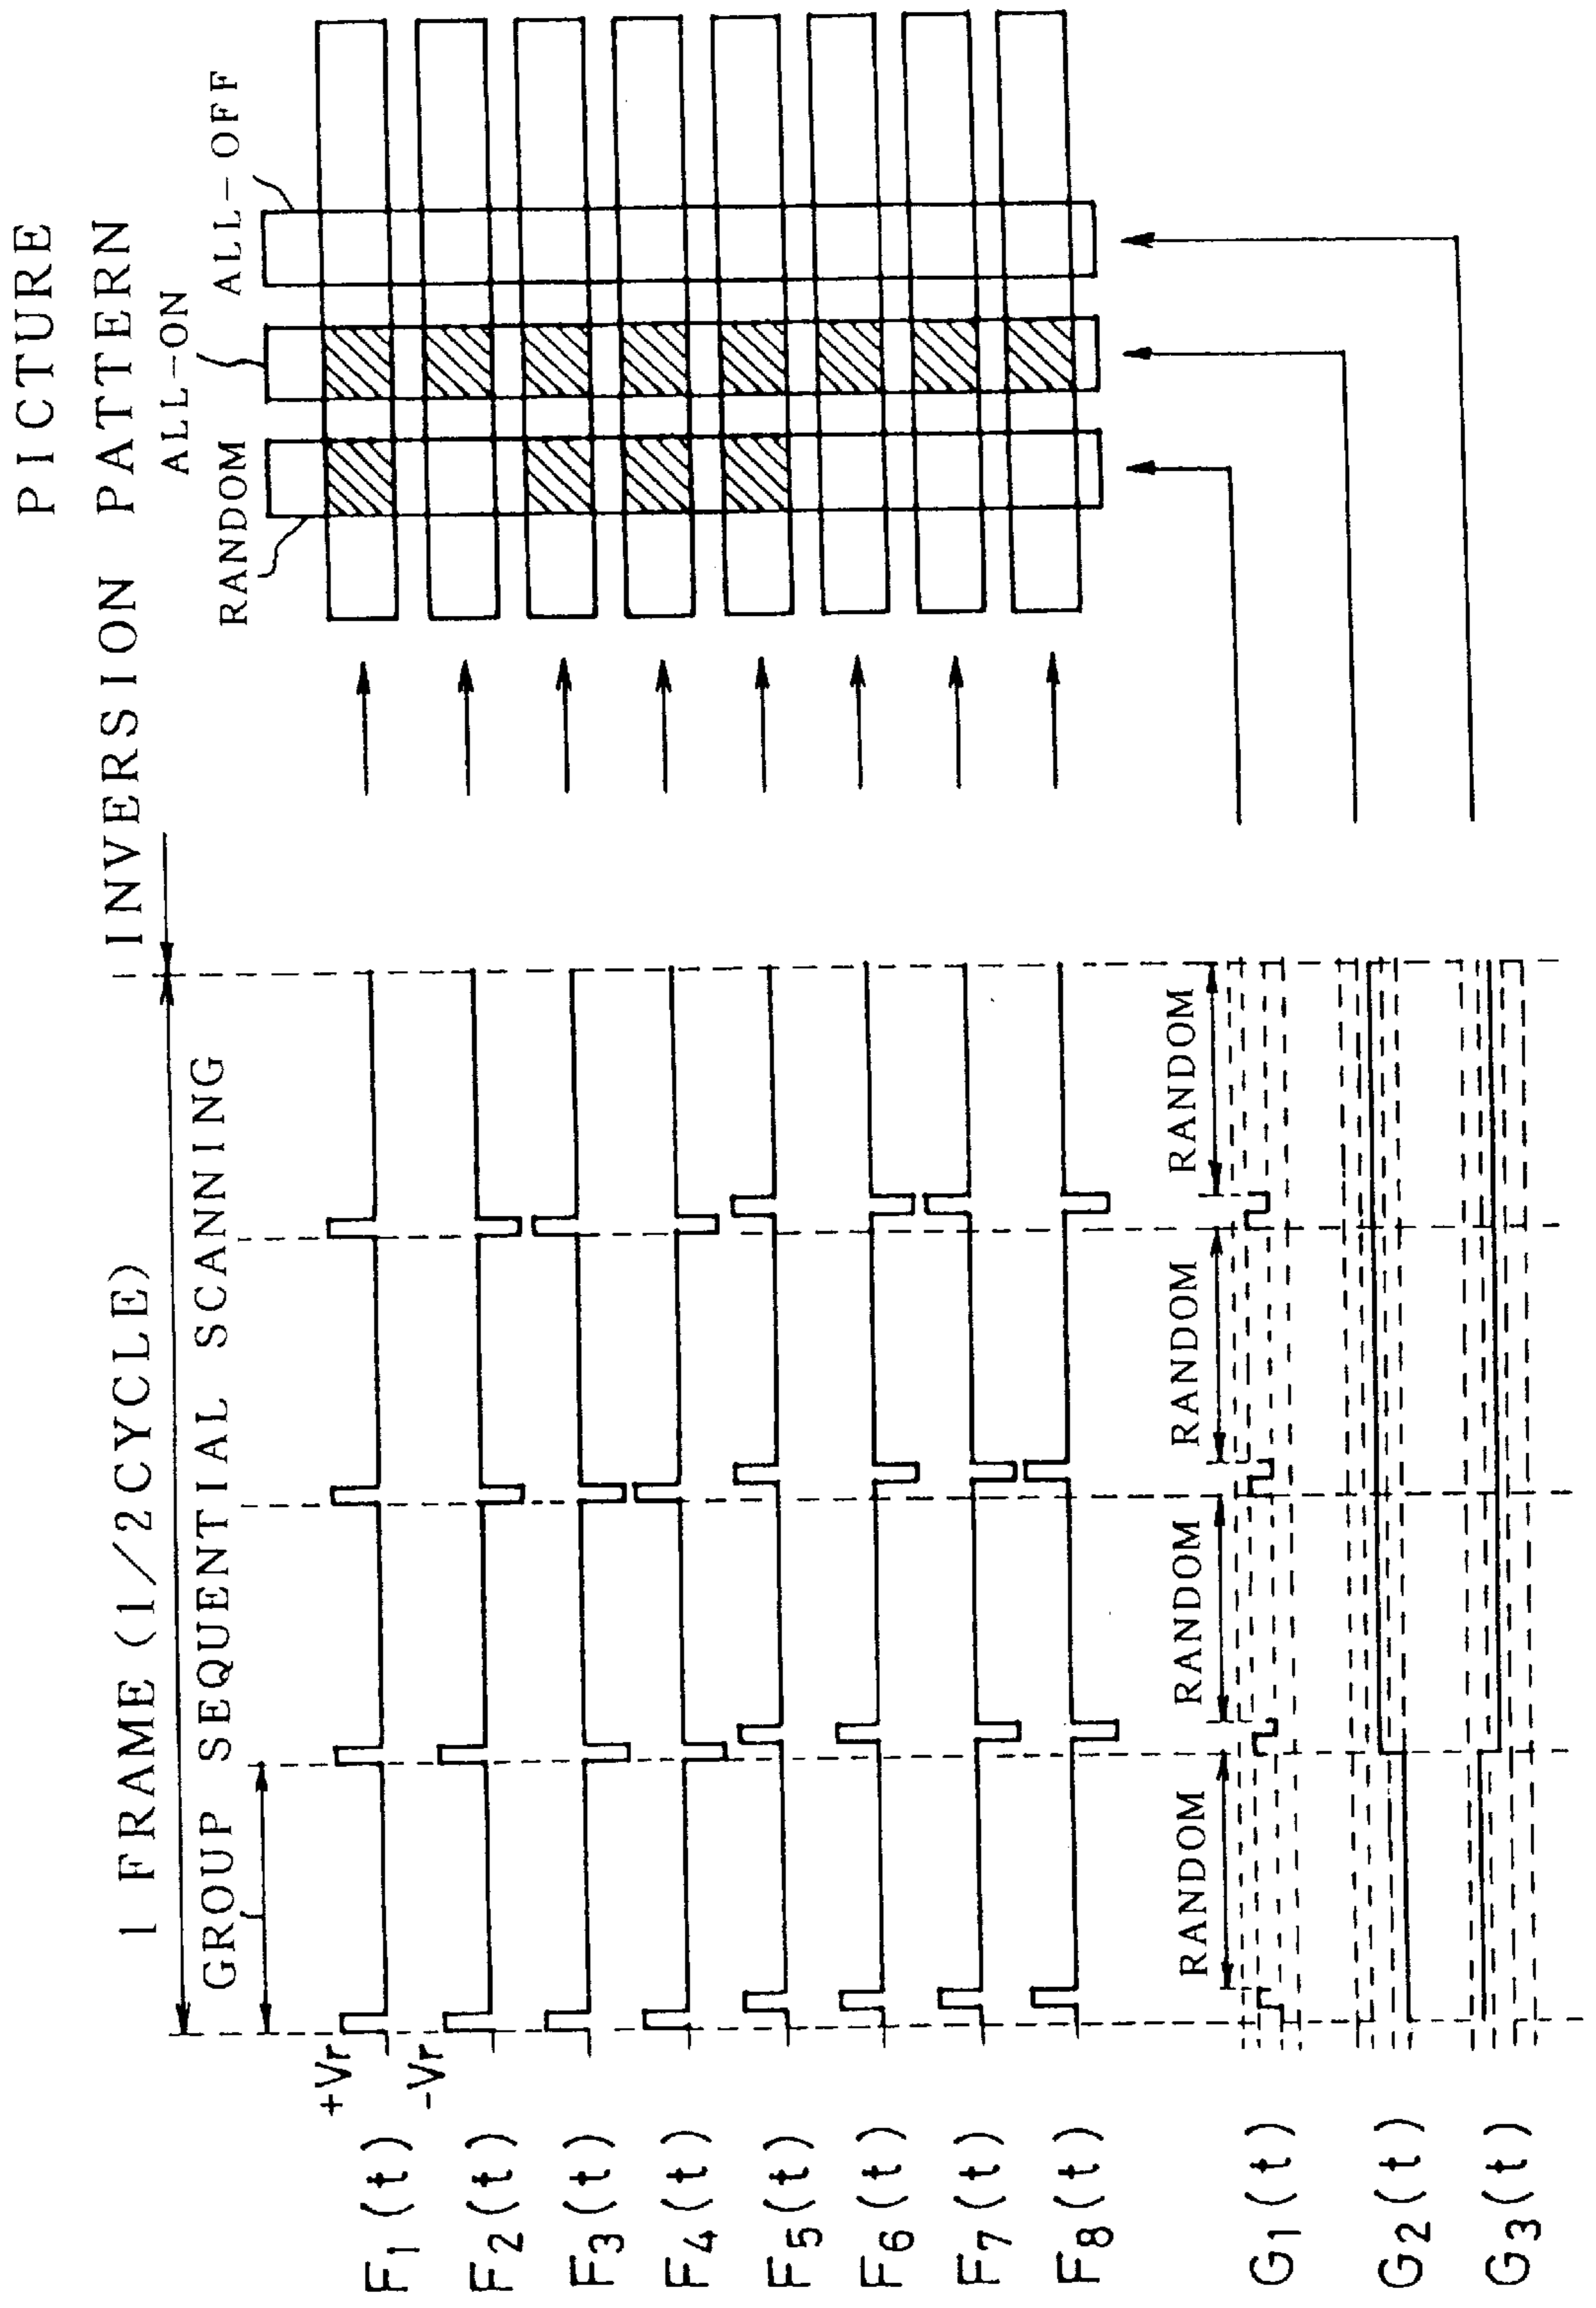 PICTURE
INVERSION PATTERN
1 FRAME (1/2CYCLE)
GROUP SEQUENTIAL SCANNING
RANDOM
ALL-ON
ALL-OFF
+Vr
-Vr
F1(t)
F2(t)
F3(t)
F4(t)
F5(t)
F6(t)
F7(t)
F8(t)
RANDOM
RANDOM
RANDOM
RANDOM
G1(t)
G2(t)
G3(t)